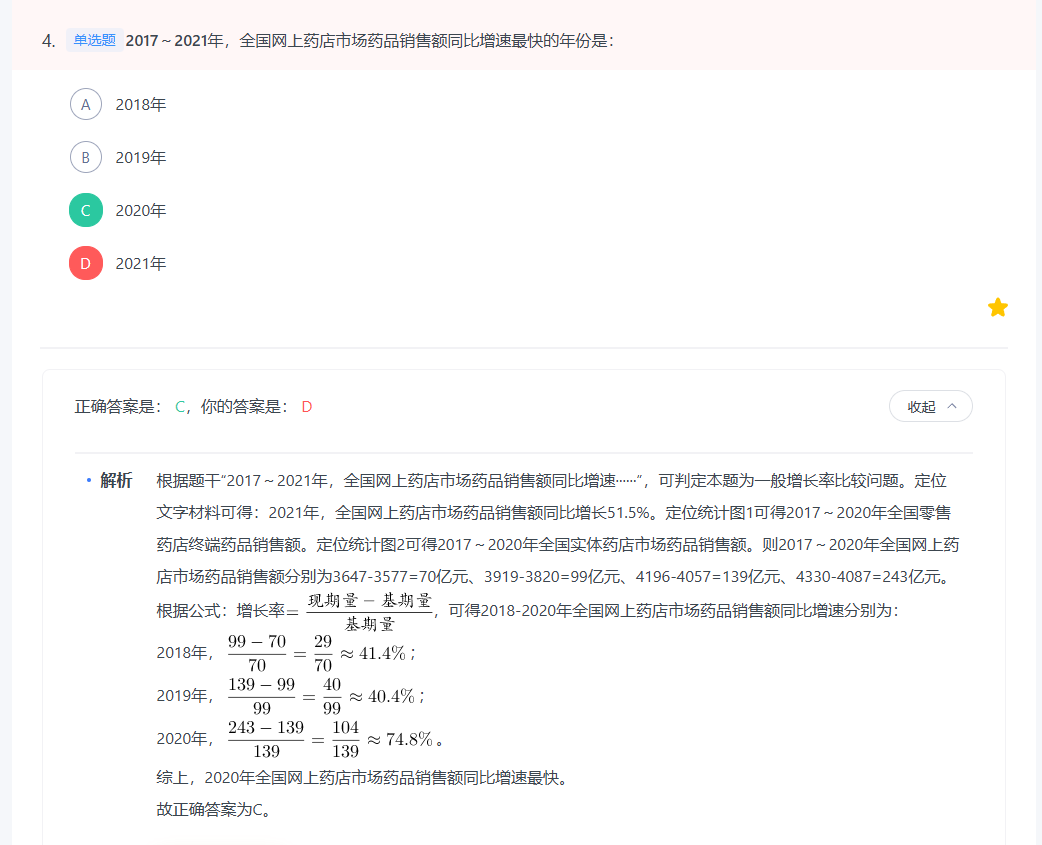 4. 单选题 2017～2021年，全国网上药店市场药品销售额同比增速最快的年份是：
A 2018年
B 2019年
C 2020年
D 2021年
正确答案是： C，你的答案是： D
收起
解析 根据题干“2017～2021年，全国网上药店市场药品销售额同比增速……”，可判定本题为一般增长率比较问题。定位
文字材料可得：2021年，全国网上药店市场药品销售额同比增长51.5%。定位统计图1可得2017～2020年全国零售
药店终端药品销售额。定位统计图2可得2017～2020年全国实体药店市场药品销售额。则2017～2020年全国网上药
店市场药品销售额分别为3647-3577=70亿元、3919-3820=99亿元、4196-4057=139亿元、4330-4087=243亿元。
根据公式：增长率= (现期量 − 基期量)/基期量，可得2018-2020年全国网上药店市场药品销售额同比增速分别为：
2018年， (99 − 70)/70 = 29/70 ≈ 41.4%；
2019年， (139 − 99)/99 = 40/99 ≈ 40.4%；
2020年， (243 − 139)/139 = 104/139 ≈ 74.8%。
综上，2020年全国网上药店市场药品销售额同比增速最快。
故正确答案为C。